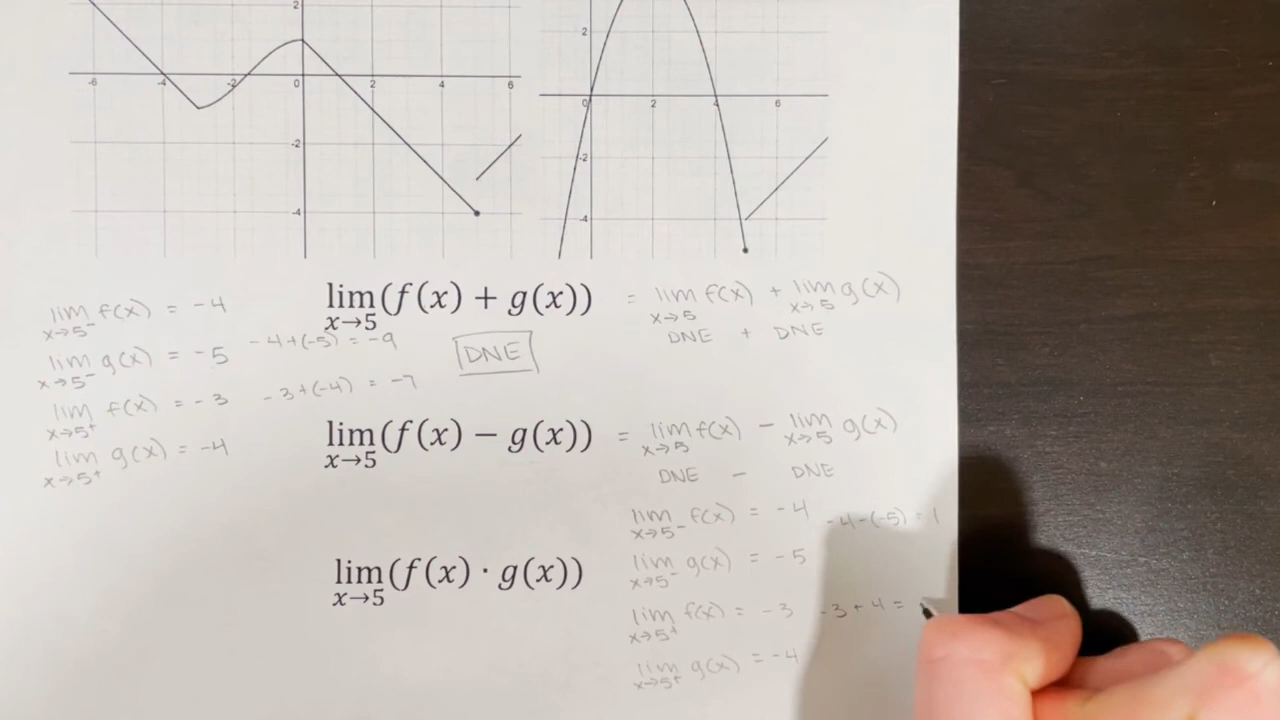 2
2
-6 -4 -2 0 2 4 6
0 2 4 6
-2
-2
-4
-4
lim x→5⁻ f(x) = -4
lim x→5⁻ g(x) = -5 -4+(-5) = -9
lim x→5⁺ f(x) = -3 -3+(-4) = -7
lim x→5⁺ g(x) = -4
lim x→5 (f(x) + g(x)) = lim x→5 f(x) + lim x→5 g(x)
DNE + DNE
DNE
lim x→5 (f(x) − g(x)) = lim x→5 f(x) − lim x→5 g(x)
DNE − DNE
lim x→5⁻ f(x) = -4 -4-(-5) = 1
lim x→5⁻ g(x) = -5
lim x→5⁺ f(x) = -3 -3+4 =
lim x→5⁺ g(x) = -4
lim x→5 (f(x) · g(x))